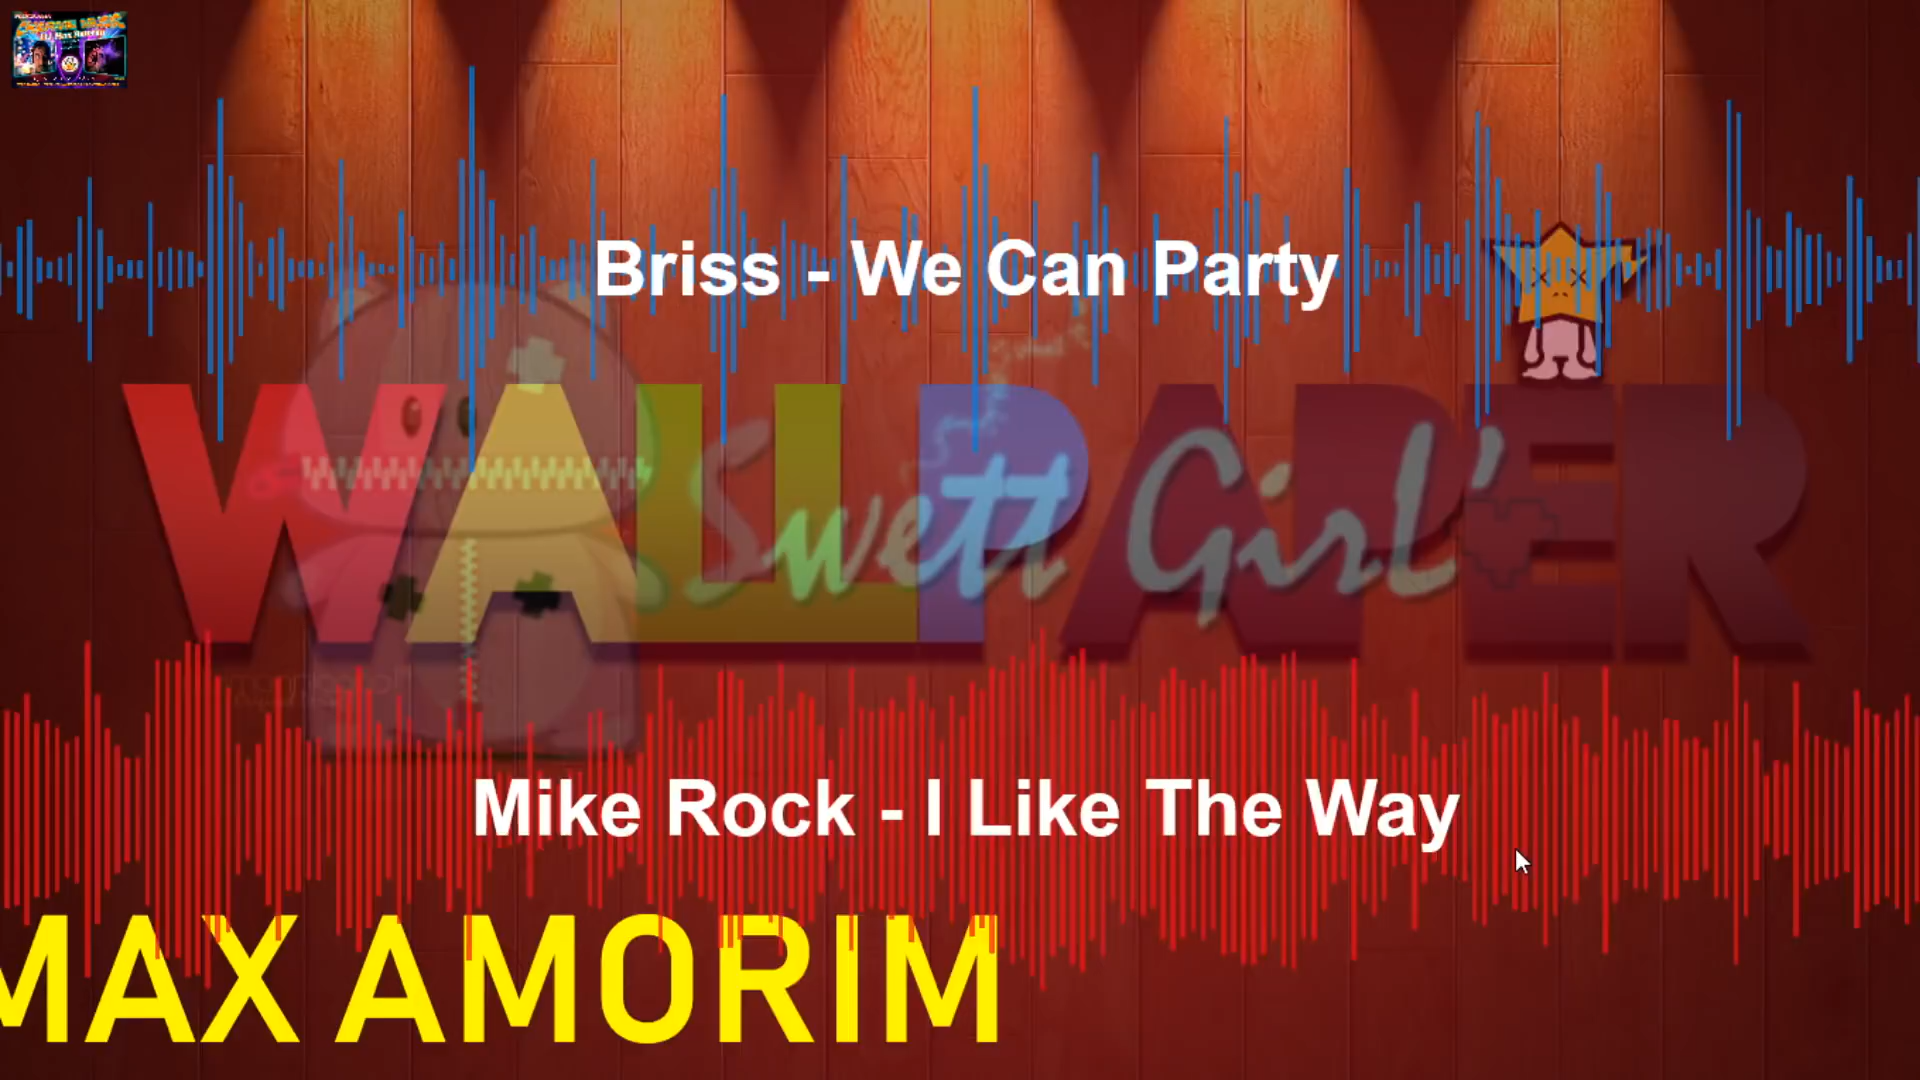 Briss - We Can Party
WALLPAPER
Swett Girl'
Mike Rock - I Like The Way
MAX AMORIM